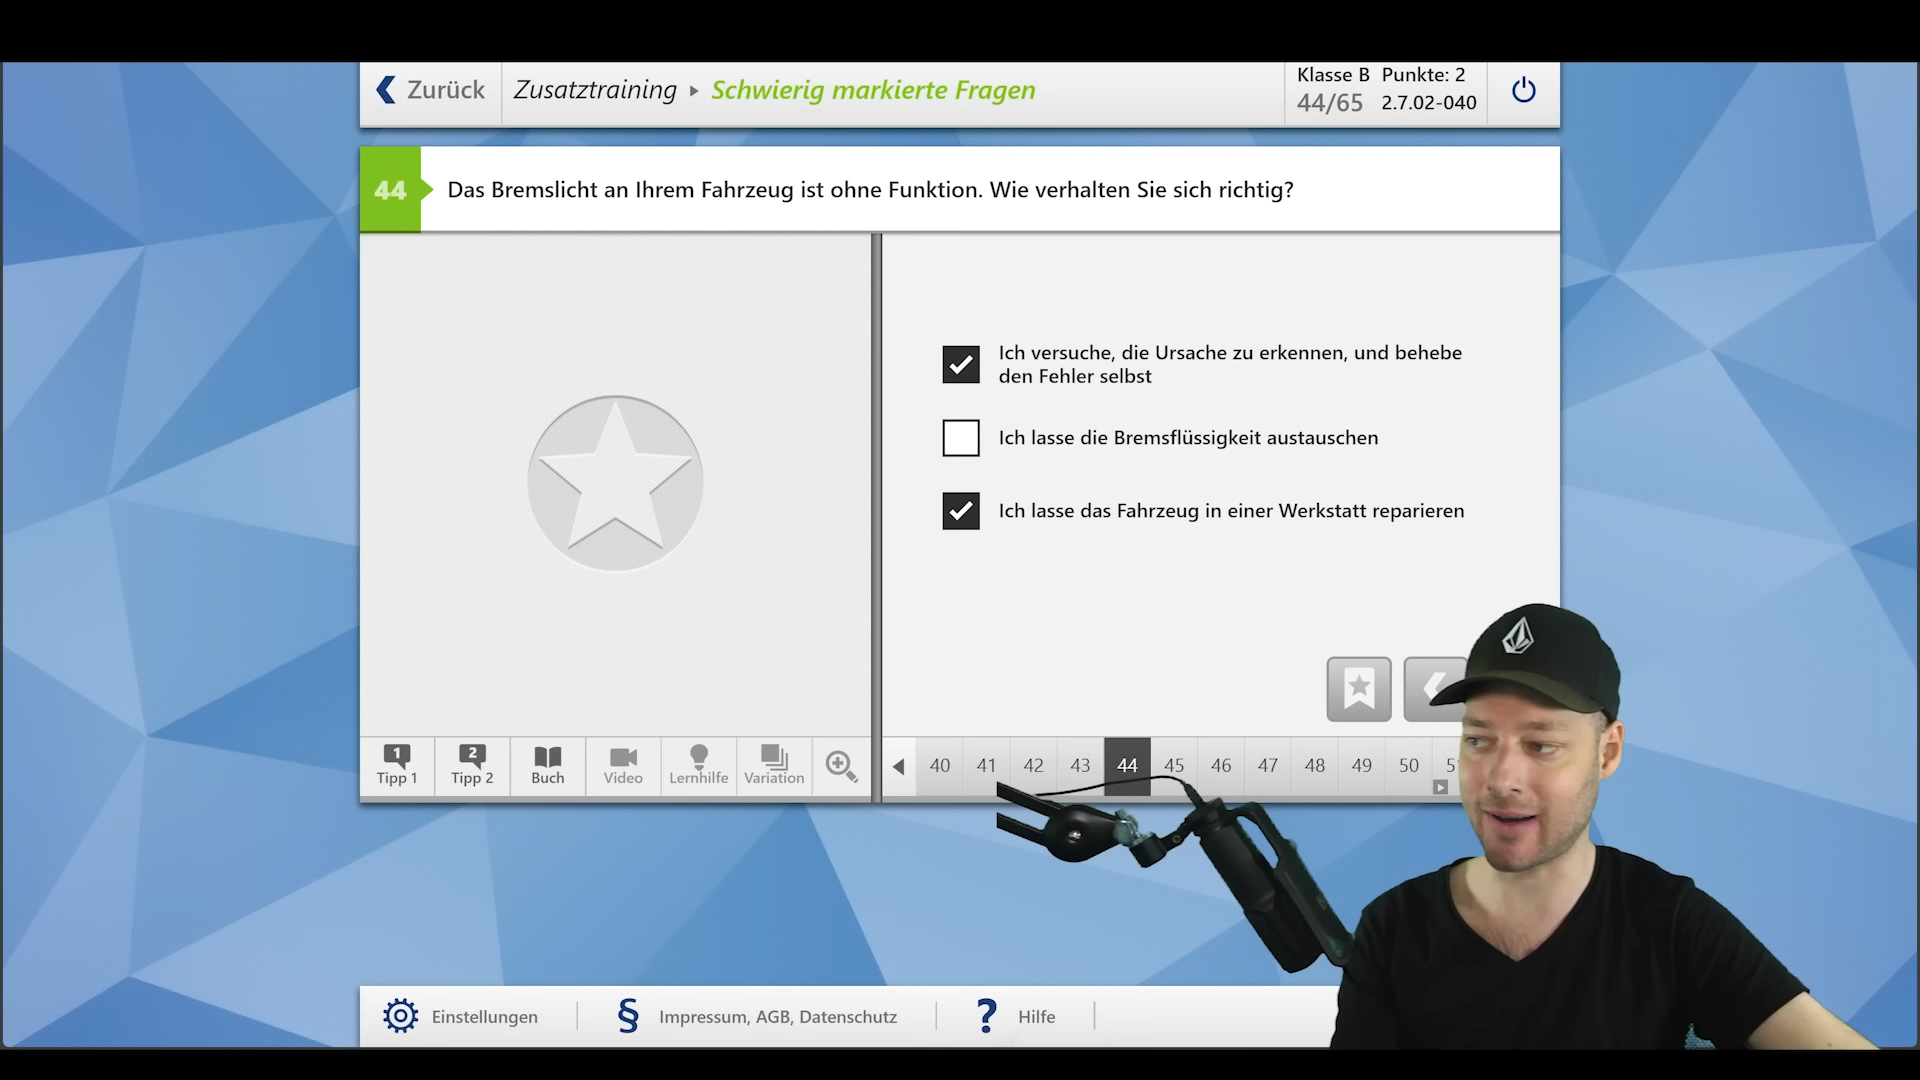 Zurück
Zusatztraining ▸ Schwierig markierte Fragen
Klasse B Punkte: 2
44/65 2.7.02-040
44
Das Bremslicht an Ihrem Fahrzeug ist ohne Funktion. Wie verhalten Sie sich richtig?
Ich versuche, die Ursache zu erkennen, und behebe
den Fehler selbst
Ich lasse die Bremsflüssigkeit austauschen
Ich lasse das Fahrzeug in einer Werkstatt reparieren
1
Tipp 1
2
Tipp 2
Buch
Video
Lernhilfe
Variation
40 41 42 43 44 45 46 47 48 49 50
Einstellungen
§ Impressum, AGB, Datenschutz
? Hilfe